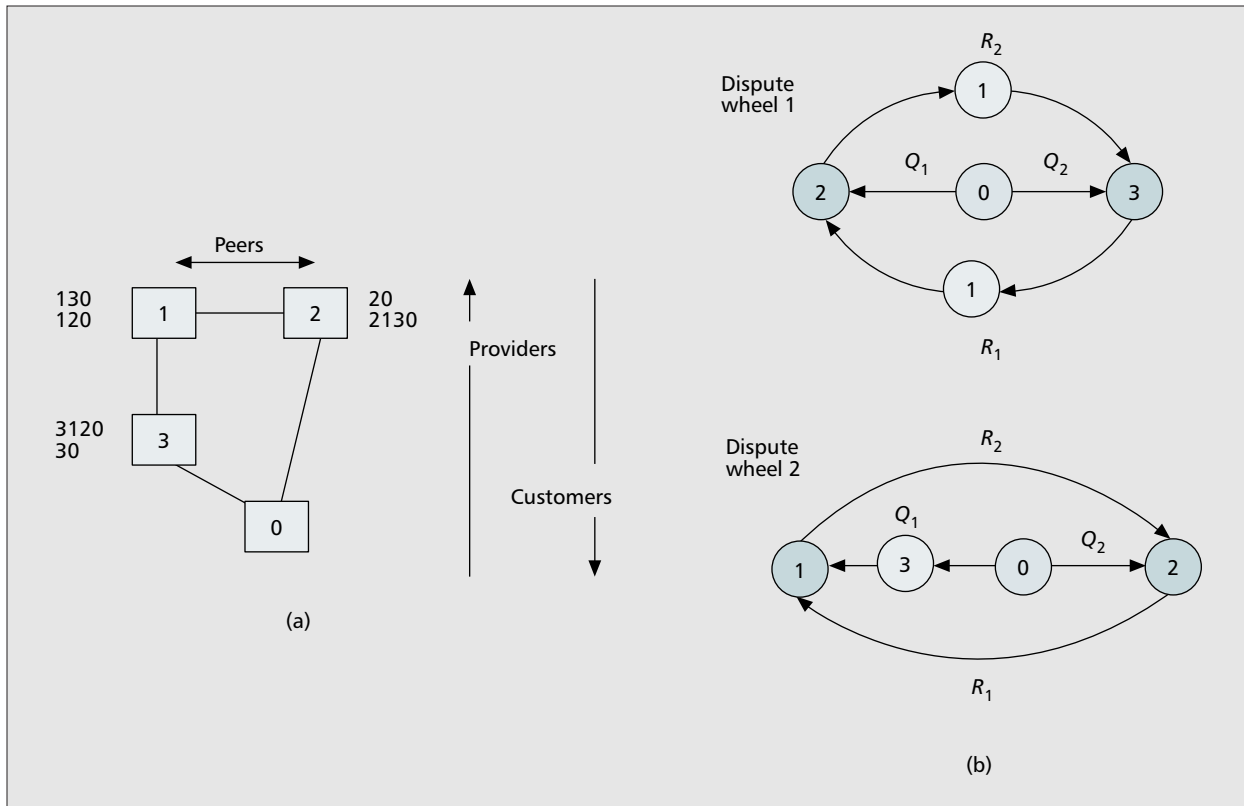 Peers
130
120
1
2
20
2130
Providers
3120
30
3
Customers
0
(a)
Dispute
wheel 1
R2
1
Q1
Q2
2
0
3
1
R1
Dispute
wheel 2
R2
Q1
Q2
1
3
0
2
R1
(b)